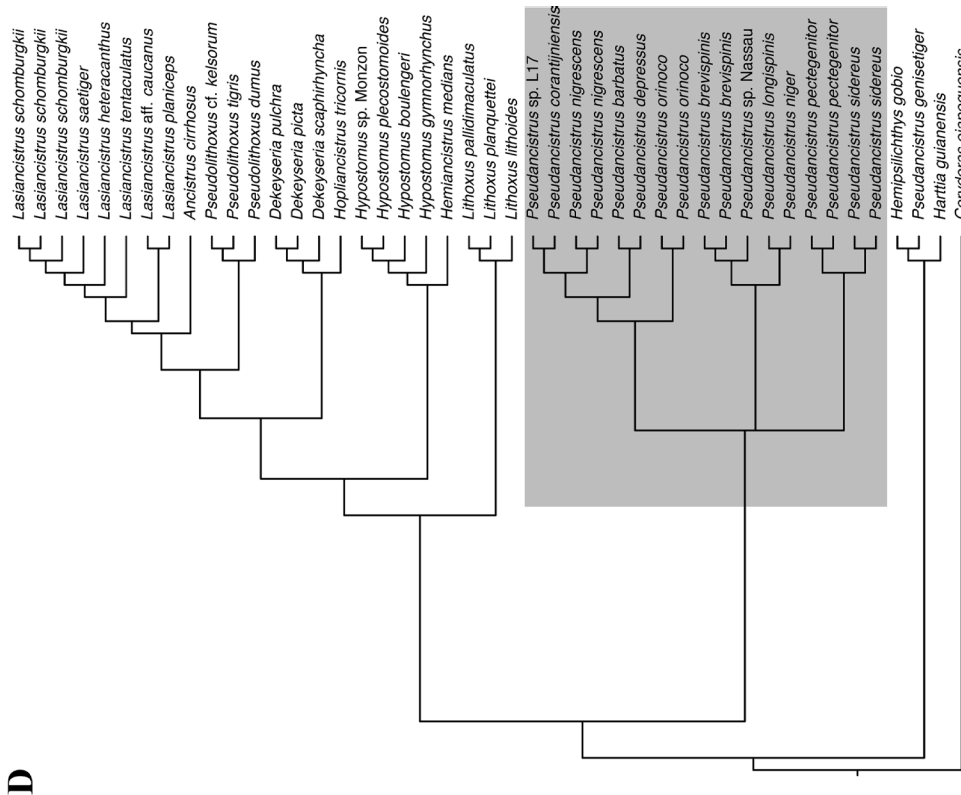 D
Lasiancistrus schomburgkii
Lasiancistrus schomburgkii
Lasiancistrus schomburgkii
Lasiancistrus saetiger
Lasiancistrus heteracanthus
Lasiancistrus tentaculatus
Lasiancistrus aff. caucanus
Lasiancistrus planiceps
Ancistrus cirrhosus
Pseudolithoxus cf. kelsorum
Pseudolithoxus tigris
Pseudolithoxus dumus
Dekeyseria pulchra
Dekeyseria picta
Dekeyseria scaphirhyncha
Hopliancistrus tricornis
Hypostomus sp. Monzon
Hypostomus plecostomoides
Hypostomus boulengeri
Hypostomus gymnorhynchus
Hemiancistrus medians
Lithoxus pallidimaculatus
Lithoxus planquettei
Lithoxus lithoides
Pseudancistrus sp. L17
Pseudancistrus corantijniensis
Pseudancistrus nigrescens
Pseudancistrus nigrescens
Pseudancistrus barbatus
Pseudancistrus depressus
Pseudancistrus orinoco
Pseudancistrus orinoco
Pseudancistrus brevispinis
Pseudancistrus brevispinis
Pseudancistrus sp. Nassau
Pseudancistrus longispinis
Pseudancistrus niger
Pseudancistrus pectegenitor
Pseudancistrus pectegenitor
Pseudancistrus sidereus
Pseudancistrus sidereus
Hemipsilichthys gobio
Pseudancistrus genisetiger
Harttia guianensis